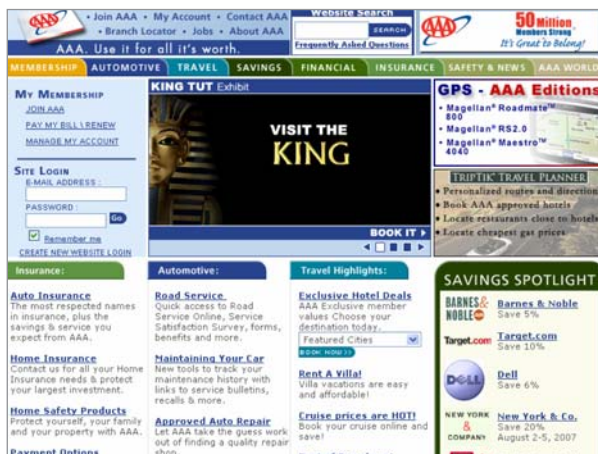 AAA
• Join AAA • My Account • Contact AAA
• Branch Locator • Jobs • About AAA
AAA. Use it for all it's worth.
Website Search
SEARCH
Frequently Asked Questions
AAA
50 Million
Members Strong
It's Great to Belong!
MEMBERSHIP
AUTOMOTIVE
TRAVEL
SAVINGS
FINANCIAL
INSURANCE
SAFETY & NEWS
AAA WORLD
MY MEMBERSHIP
JOIN AAA
PAY MY BILL \ RENEW
MANAGE MY ACCOUNT
SITE LOGIN
E-MAIL ADDRESS :
PASSWORD :
Go
Remember me
CREATE NEW WEBSITE LOGIN
KING TUT Exhibit
VISIT THE
KING
BOOK IT
GPS - AAA Editions
• Magellan® Roadmate™
800
• Magellan® RS2.0
• Magellan® Maestro™
4040
TRIPTIK® TRAVEL PLANNER
• Personalized routes and direction
• Book AAA approved hotels
• Locate restaurants close to hotels
• Locate cheapest gas prices
Insurance:
Auto Insurance
The most respected names
in insurance, plus the
savings & service you
expect from AAA.
Home Insurance
Contact us for all your Home
Insurance needs & protect
your largest investment.
Home Safety Products
Protect yourself, your family
and your property with AAA.
Payment Options
Automotive:
Road Service
Quick access to Road
Service Online, Service
Satisfaction Survey, forms,
benefits and more.
Maintaining Your Car
New tools to track your
maintenance history with
links to service bulletins,
recalls & more.
Approved Auto Repair
Let AAA take the guess work
out of finding a quality repair
shop.
Travel Highlights:
Exclusive Hotel Deals
AAA Exclusive member
values Choose your
destination today.
Featured Cities
BOOK NOW >>
Rent A Villa!
Villa vacations are easy
and affordable!
Cruise prices are HOT!
Book your cruise online and
save!
SAVINGS SPOTLIGHT
BARNES&
NOBLE
Barnes & Noble
Save 5%
Target.com
Target.com
Save 10%
DELL
Dell
Save 6%
NEW YORK
&
COMPANY
New York & Co.
Save 20%
August 2-5, 2007